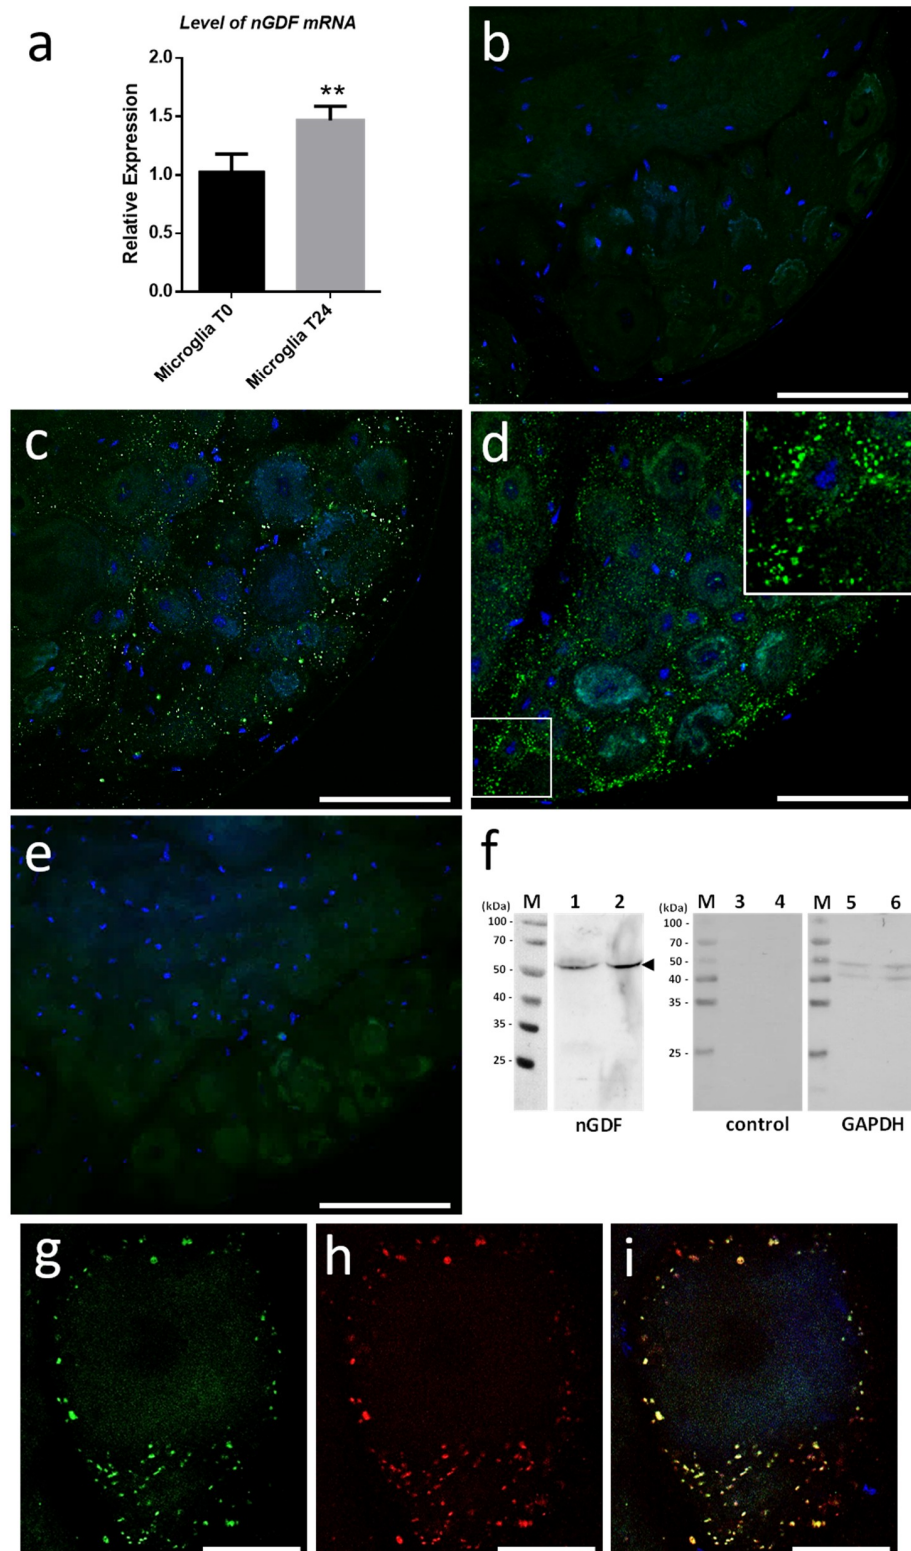 a
Level of nGDF mRNA
Relative Expression
2.0
1.5
1.0
0.5
0.0
**
Microglia T0
Microglia T24
b
c
d
e
f
(kDa) M 1 2
100 -
70 -
50 -
40 -
35 -
25 -
nGDF
(kDa) M 3 4
100 -
70 -
50 -
40 -
35 -
25 -
control
M 5 6
GAPDH
g
h
i